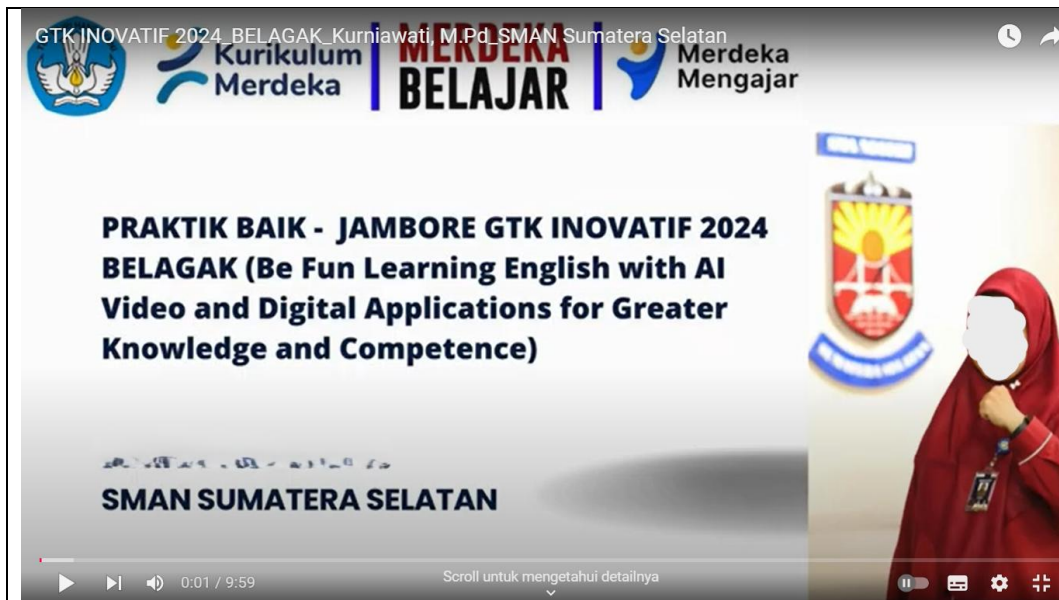 GTK INOVATIF 2024_BELAGAK_Kurniawati, M.Pd_SMAN Sumatera Selatan
Kurikulum
Merdeka
MERDEKA
BELAJAR
Merdeka
Mengajar
PRAKTIK BAIK - JAMBORE GTK INOVATIF 2024
BELAGAK (Be Fun Learning English with AI
Video and Digital Applications for Greater
Knowledge and Competence)
SMAN SUMATERA SELATAN
0:01 / 9:59
Scroll untuk mengetahui detailnya